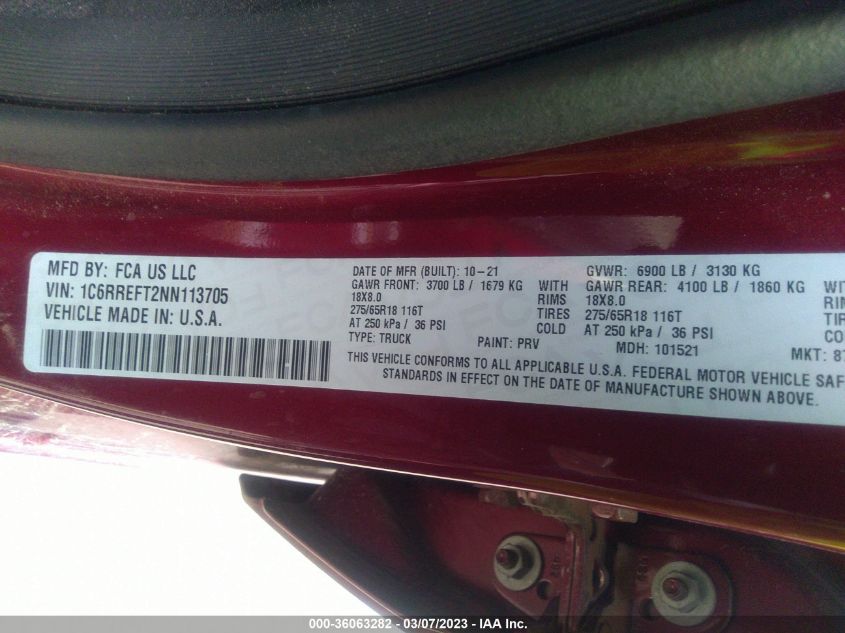 MFD BY: FCA US LLC
VIN: 1C6RREFT2NN113705
VEHICLE MADE IN: U.S.A.
DATE OF MFR (BUILT): 10-21 GVWR: 6900 LB / 3130 KG
GAWR FRONT: 3700 LB / 1679 KG WITH GAWR REAR: 4100 LB / 1860 KG
18X8.0 RIMS 18X8.0
275/65R18 116T TIRES 275/65R18 116T
AT 250 kPa / 36 PSI COLD AT 250 kPa / 36 PSI
TYPE: TRUCK PAINT: PRV MDH: 101521 MKT:
THIS VEHICLE CONFORMS TO ALL APPLICABLE U.S.A. FEDERAL MOTOR VEHICLE
STANDARDS IN EFFECT ON THE DATE OF MANUFACTURE SHOWN ABOVE.
000-36063282 - 03/07/2023 - IAA Inc.